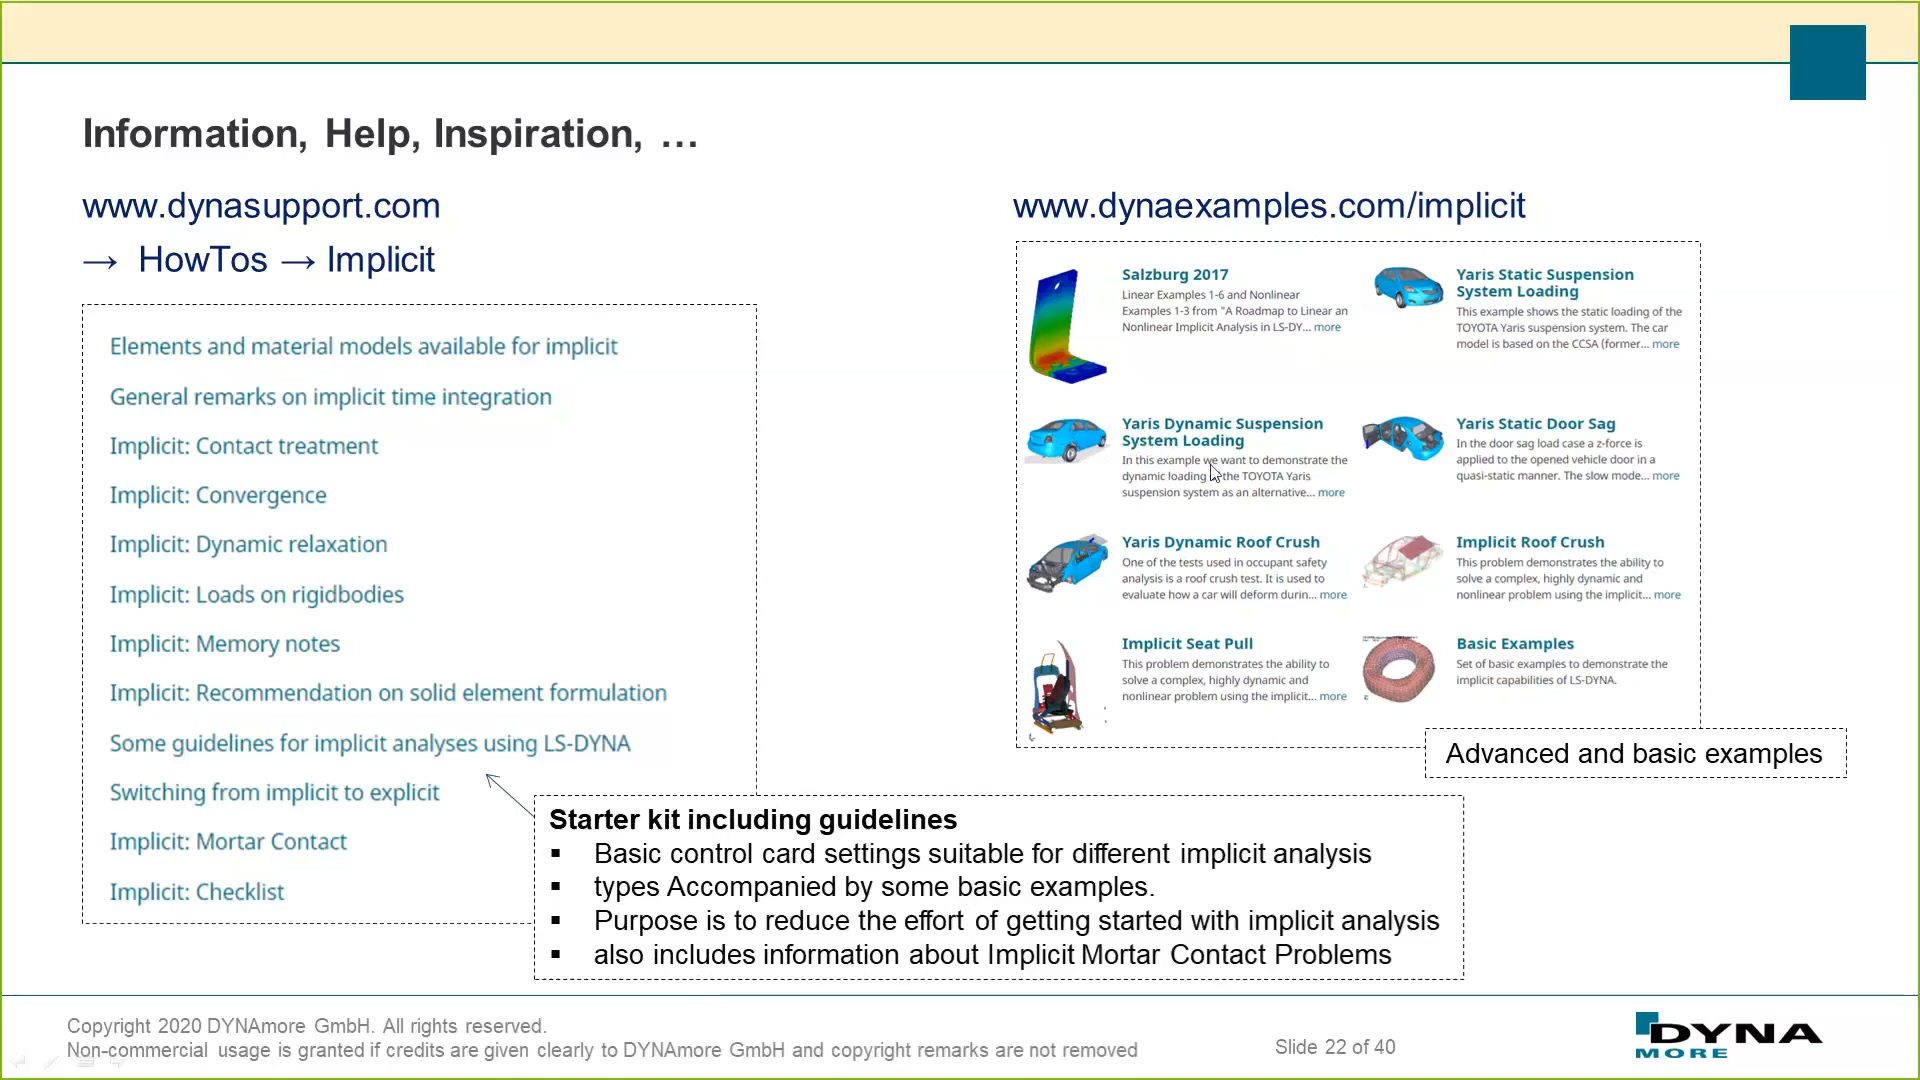 Information, Help, Inspiration, …
www.dynasupport.com
→ HowTos → Implicit
Elements and material models available for implicit
General remarks on implicit time integration
Implicit: Contact treatment
Implicit: Convergence
Implicit: Dynamic relaxation
Implicit: Loads on rigidbodies
Implicit: Memory notes
Implicit: Recommendation on solid element formulation
Some guidelines for implicit analyses using LS-DYNA
Switching from implicit to explicit
Implicit: Mortar Contact
Implicit: Checklist
www.dynaexamples.com/implicit
Salzburg 2017
Linear Examples 1-6 and Nonlinear
Examples 1-3 from "A Roadmap to Linear an
Nonlinear Implicit Analysis in LS-DY... more
Yaris Static Suspension
System Loading
This example shows the static loading of the
TOYOTA Yaris suspension system. The car
model is based on the CCSA (former... more
Yaris Dynamic Suspension
System Loading
In this example we want to demonstrate the
dynamic loading the TOYOTA Yaris
suspension system as an alternative... more
Yaris Static Door Sag
In the door sag load case a z-force is
applied to the opened vehicle door in a
quasi-static manner. The slow mode... more
Yaris Dynamic Roof Crush
One of the tests used in occupant safety
analysis is a roof crush test. It is used to
evaluate how a car will deform durin... more
Implicit Roof Crush
This problem demonstrates the ability to
solve a complex, highly dynamic and
nonlinear problem using the implicit... more
Implicit Seat Pull
This problem demonstrates the ability to
solve a complex, highly dynamic and
nonlinear problem using the implicit... more
Basic Examples
Set of basic examples to demonstrate the
implicit capabilities of LS-DYNA.
Advanced and basic examples
Starter kit including guidelines
▪ Basic control card settings suitable for different implicit analysis
▪ types Accompanied by some basic examples.
▪ Purpose is to reduce the effort of getting started with implicit analysis
▪ also includes information about Implicit Mortar Contact Problems
Copyright 2020 DYNAmore GmbH. All rights reserved.
Non-commercial usage is granted if credits are given clearly to DYNAmore GmbH and copyright remarks are not removed
Slide 22 of 40
DYNA
MORE